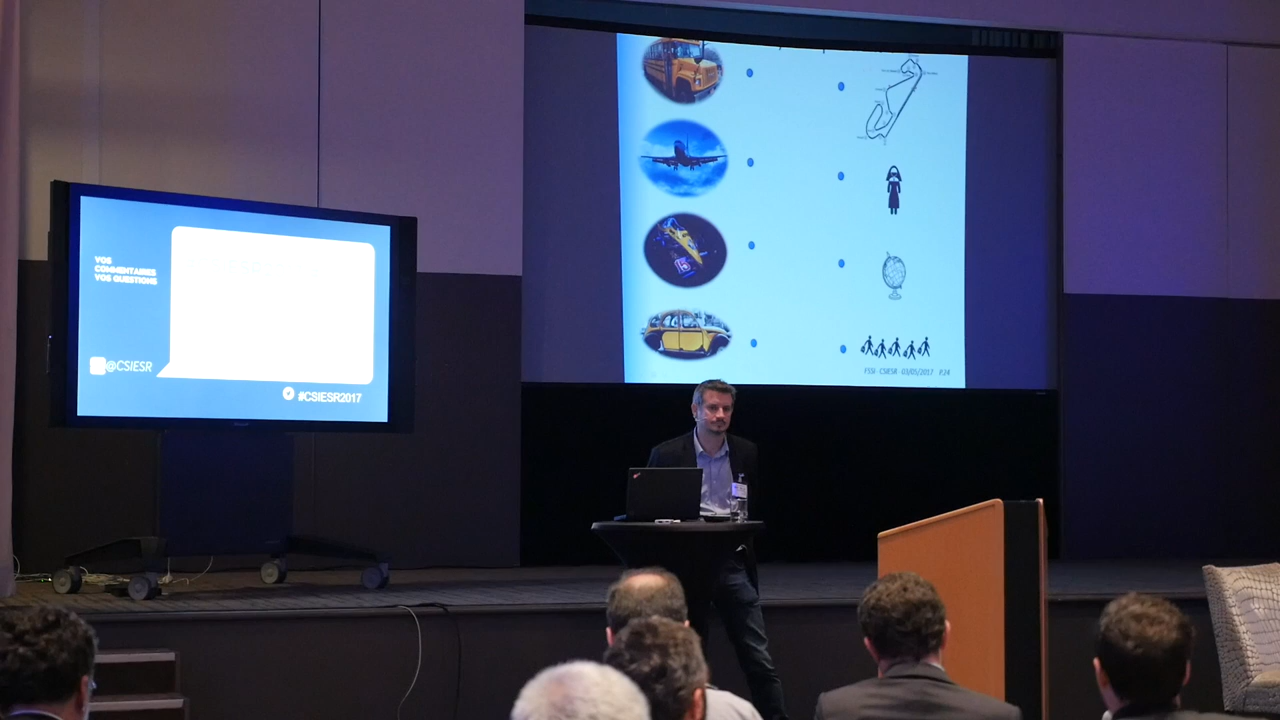 VOS
COMMENTAIRES
VOS QUESTIONS
@CSIESR
#CSIESR2017
FSSI - CSIESR - 03/05/2017 P.24